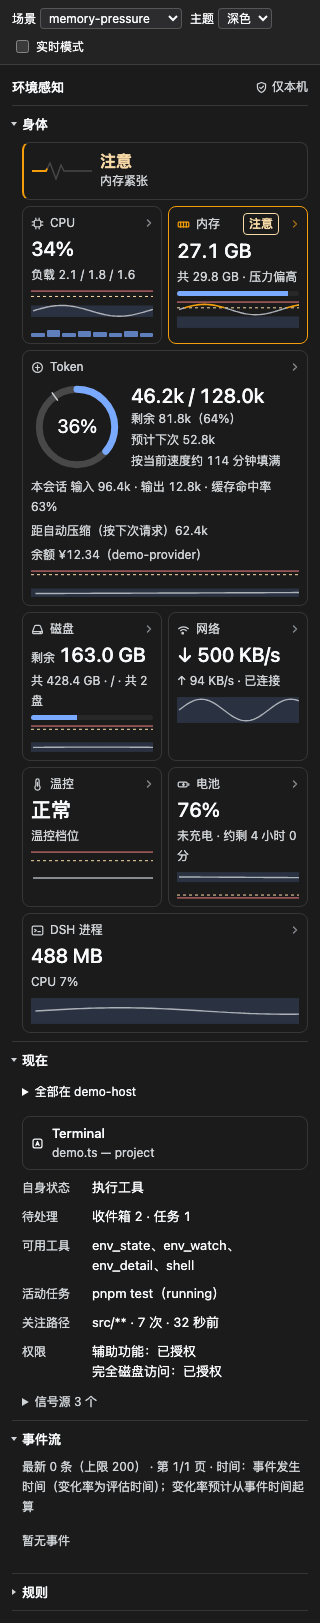 场景 memory-pressure 主题 深色
实时模式
环境感知 仅本机
身体
注意
内存紧张
CPU
34%
负载 2.1 / 1.8 / 1.6
内存 注意
27.1 GB
共 29.8 GB · 压力偏高
Token
36%
46.2k / 128.0k
剩余 81.8k（64%）
预计下次 52.8k
按当前速度约 114 分钟填满
本会话 输入 96.4k · 输出 12.8k · 缓存命中率
63%
距自动压缩（按下次请求）62.4k
余额 ¥12.34（demo-provider）
磁盘
剩余 163.0 GB
共 428.4 GB · / · 共 2
盘
网络
↓ 500 KB/s
↑ 94 KB/s · 已连接
温控
正常
温控档位
电池
76%
未充电 · 约剩 4 小时 0
分
DSH 进程
488 MB
CPU 7%
现在
全部在 demo-host
Terminal
demo.ts — project
自身状态 执行工具
待处理 收件箱 2 · 任务 1
可用工具 env_state、env_watch、
env_detail、shell
活动任务 pnpm test（running）
关注路径 src/** · 7 次 · 32 秒前
权限 辅助功能：已授权
完全磁盘访问：已授权
信号源 3 个
事件流
最新 0 条（上限 200） · 第 1/1 页 · 时间：事件发生
时间（变化率为评估时间）；变化率预计从事件时间起
算
暂无事件
规则